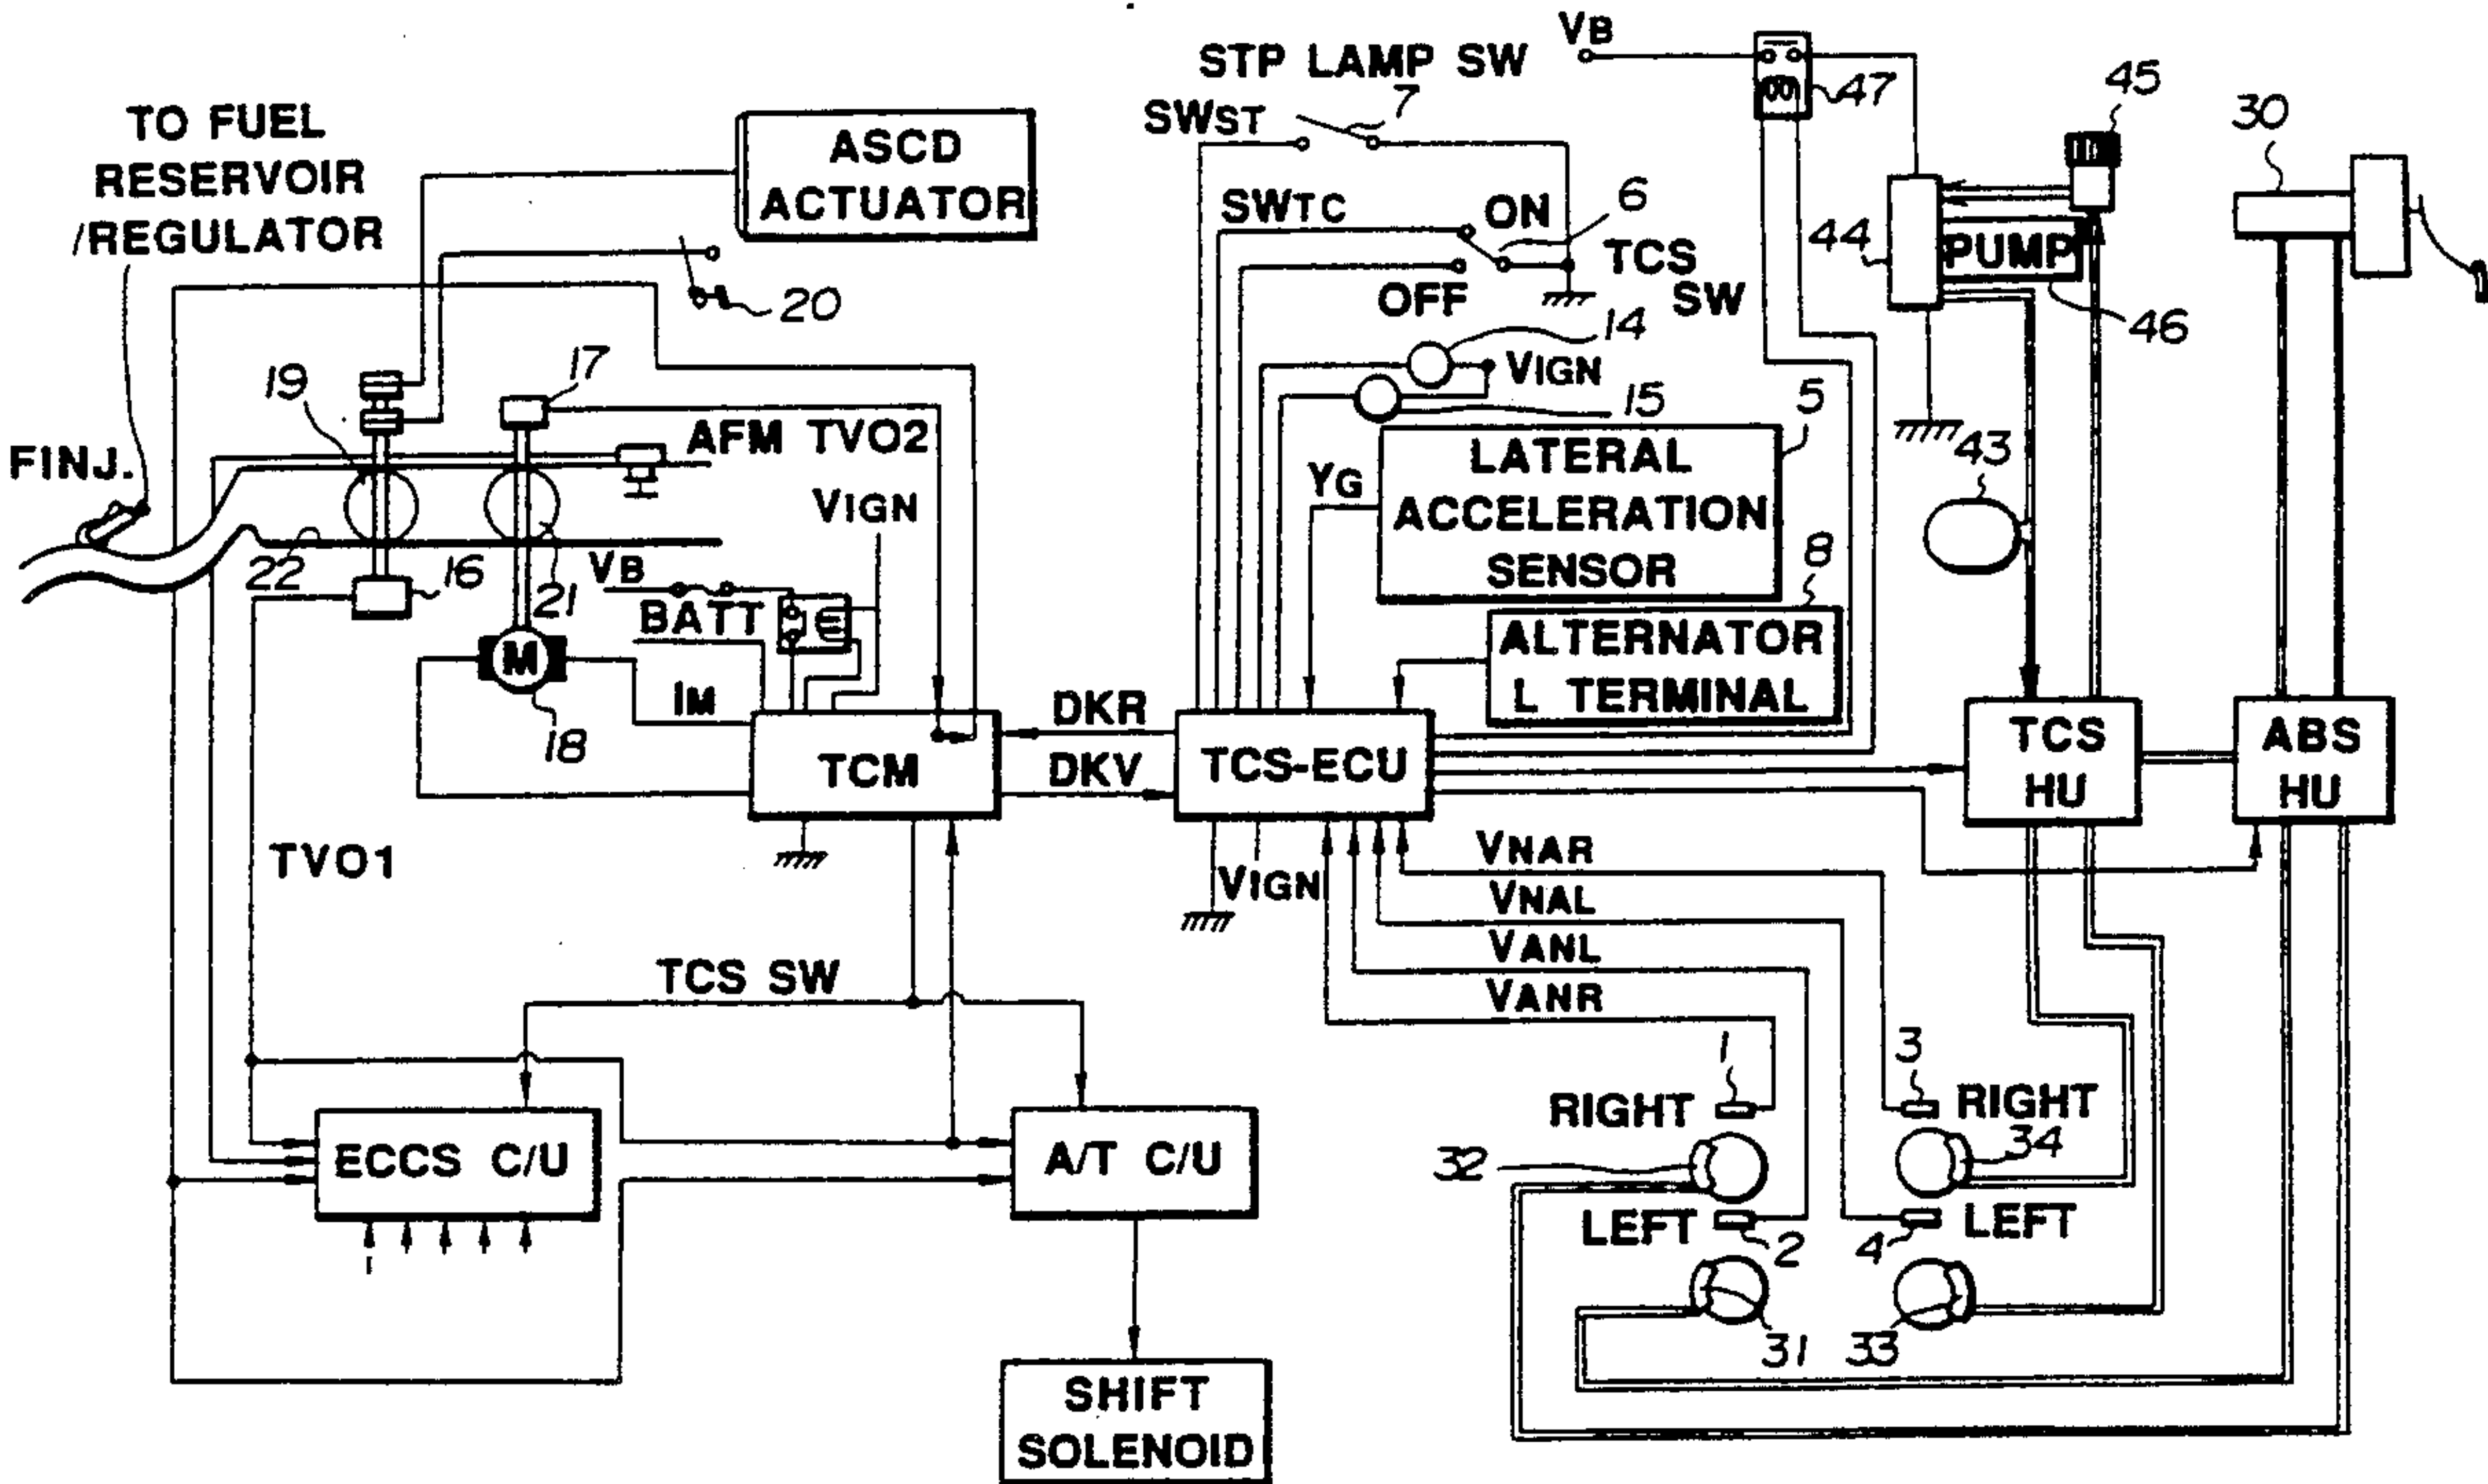 TO FUEL
RESERVOIR
/REGULATOR
ASCD
ACTUATOR
20
STP LAMP SW
7
SWST
SWTC
ON
6
OFF
TCS
SW
VB
47
45
30
44
PUMP
46
14
VIGN
15
5
43
LATERAL
ACCELERATION
SENSOR
YG
8
ALTERNATOR
L TERMINAL
FINJ.
19
17
AFM
TVO2
VIGN
22
16
21
VB
BATT
M
18
IM
TCM
DKR
DKV
TCS-ECU
TCS
HU
ABS
HU
TVO1
VIGN
VNAR
VNAL
VANL
VANR
TCS SW
ECCS C/U
A/T C/U
SHIFT
SOLENOID
1
3
RIGHT
RIGHT
32
34
LEFT
LEFT
2
4
31
33